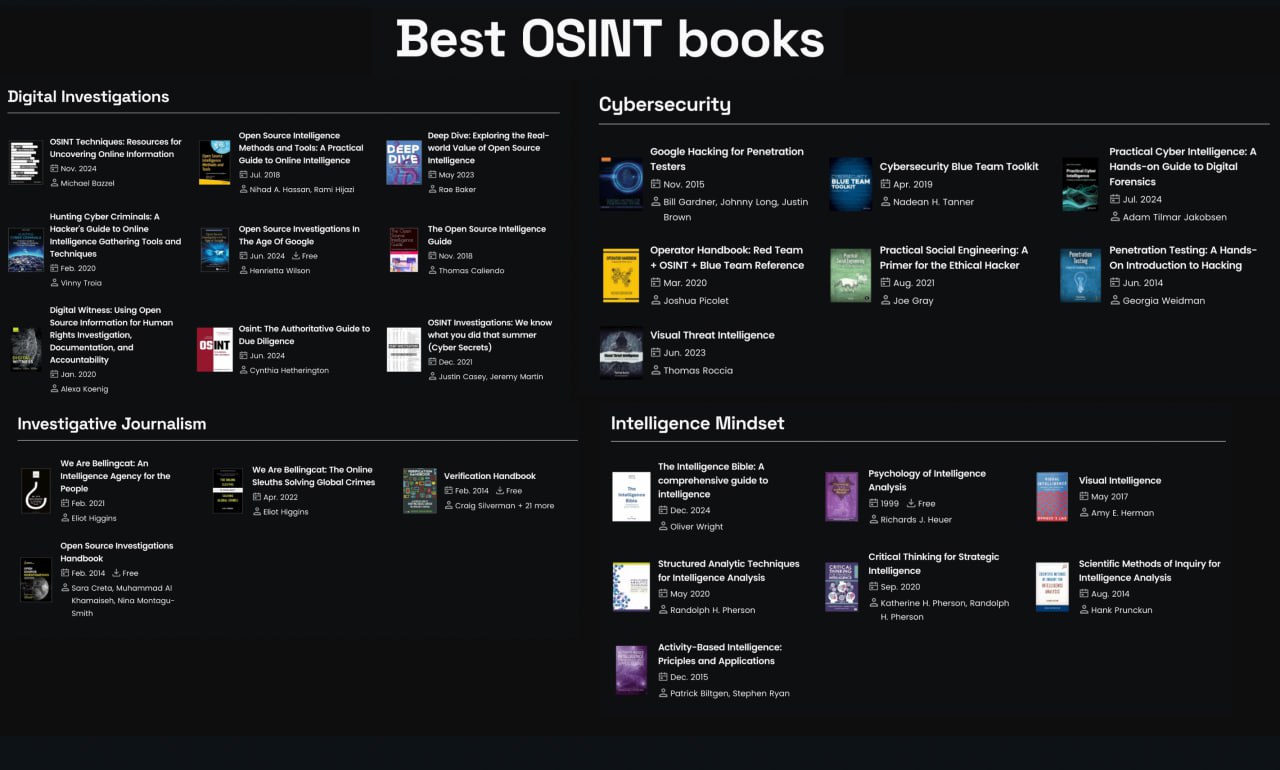 Best OSINT books
Digital Investigations
OSINT Techniques: Resources for
Uncovering Online Information
Nov. 2024
Michael Bazzel
Open Source Intelligence
Methods and Tools: A Practical
Guide to Online Intelligence
Jul. 2018
Nihad A. Hassan, Rami Hijazi
DEEP
DIVE
Deep Dive: Exploring the Real-
world Value of Open Source
Intelligence
May 2023
Rae Baker
Hunting Cyber Criminals: A
Hacker's Guide to Online
Intelligence Gathering Tools and
Techniques
Feb. 2020
Vinny Troia
Open Source Investigations In
The Age Of Google
Jun. 2024 Free
Henrietta Wilson
The Open Source Intelligence
Guide
Nov. 2018
Thomas Caliendo
Digital Witness: Using Open
Source Information for Human
Rights Investigation,
Documentation, and
Accountability
Jan. 2020
Alexa Koenig
OSINT
Osint: The Authoritative Guide to
Due Diligence
Jun. 2024
Cynthia Hetherington
OSINT Investigations: We know
what you did that summer
(Cyber Secrets)
Dec. 2021
Justin Casey, Jeremy Martin
Cybersecurity
Google Hacking for Penetration
Testers
Nov. 2015
Bill Gardner, Johnny Long, Justin
Brown
BLUE TEAM
TOOLKIT
Cybersecurity Blue Team Toolkit
Apr. 2019
Nadean H. Tanner
Practical Cyber Intelligence: A
Hands-on Guide to Digital
Forensics
Jul. 2024
Adam Tilmar Jakobsen
Operator Handbook: Red Team
+ OSINT + Blue Team Reference
Mar. 2020
Joshua Picolet
Practical Social Engineering: A
Primer for the Ethical Hacker
Aug. 2021
Joe Gray
Penetration Testing: A Hands-
On Introduction to Hacking
Jun. 2014
Georgia Weidman
Visual Threat Intelligence
Jun. 2023
Thomas Roccia
Investigative Journalism
We Are Bellingcat: An
Intelligence Agency for the
People
Feb. 2021
Eliot Higgins
We Are Bellingcat: The Online
Sleuths Solving Global Crimes
Apr. 2022
Eliot Higgins
Verification Handbook
Feb. 2014 Free
Craig Silverman + 21 more
Open Source Investigations
Handbook
Feb. 2014 Free
Sara Creta, Muhammad Al
Khamaiseh, Nina Montagu-
Smith
Intelligence Mindset
The
Intelligence
Bible
The Intelligence Bible: A
comprehensive guide to
intelligence
Dec. 2024
Oliver Wright
Psychology of Intelligence
Analysis
1999 Free
Richards J. Heuer
Visual Intelligence
May 2017
Amy E. Herman
Structured Analytic Techniques
for Intelligence Analysis
May 2020
Randolph H. Pherson
Critical Thinking for Strategic
Intelligence
Sep. 2020
Katherine H. Pherson, Randolph
H. Pherson
Scientific Methods of Inquiry for
Intelligence Analysis
Aug. 2014
Hank Prunckun
Activity-Based Intelligence:
Priciples and Applications
Dec. 2015
Patrick Biltgen, Stephen Ryan